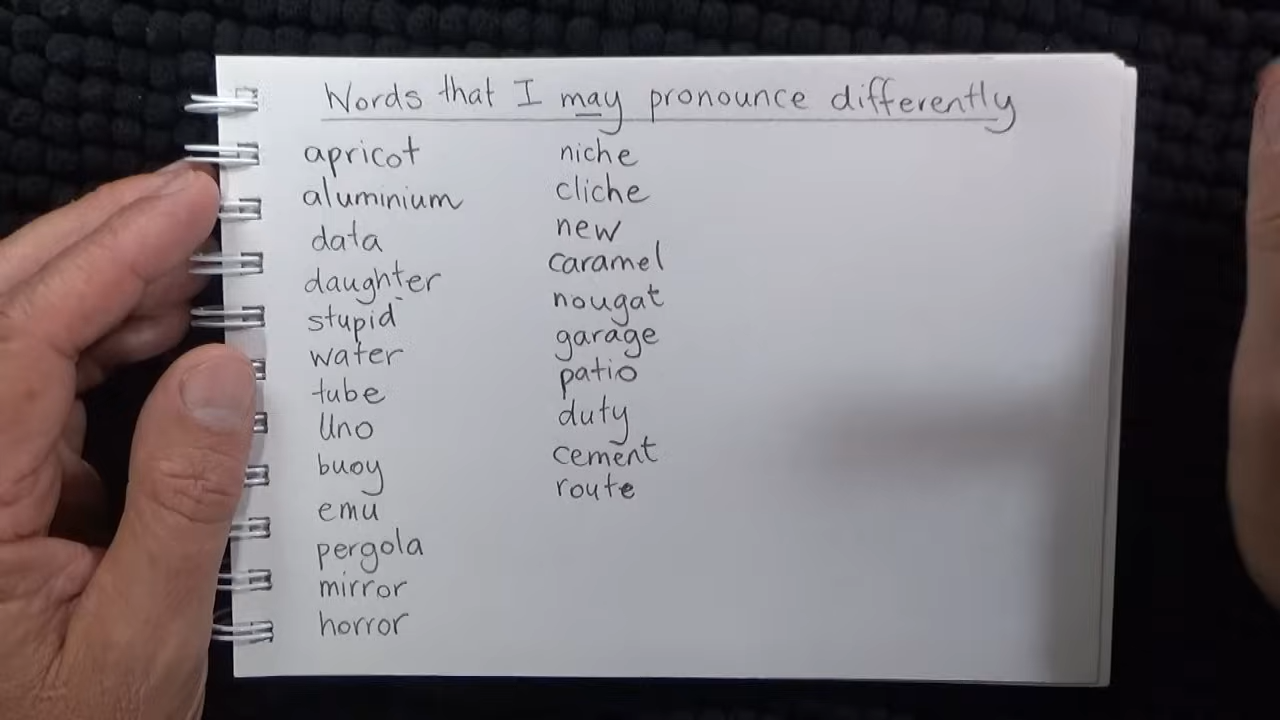 Words that I may pronounce differently
apricot
aluminium
data
daughter
stupid
water
tube
Uno
buoy
emu
pergola
mirror
horror
niche
cliche
new
caramel
nougat
garage
patio
duty
cement
route